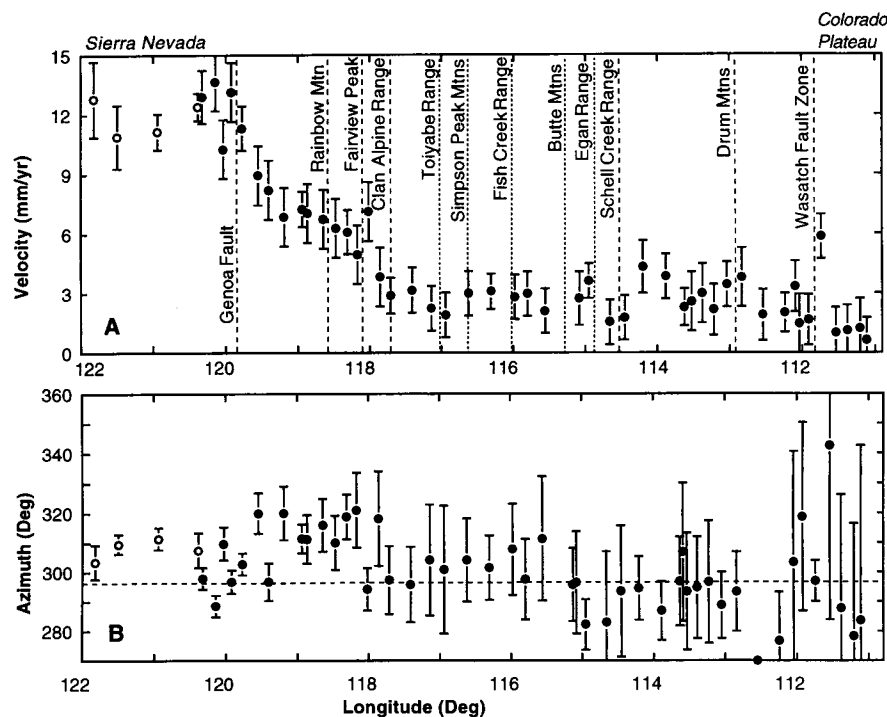 Sierra Nevada
Colorado
Plateau
Velocity (mm/yr)
15
12
9
6
3
0
A
Genoa Fault
Rainbow Mtn
Fairview Peak
Clan Alpine Range
Toiyabe Range
Simpson Peak Mtns
Fish Creek Range
Butte Mtns
Egan Range
Schell Creek Range
Drum Mtns
Wasatch Fault Zone
122 120 118 116 114 112
Azimuth (Deg)
360
340
320
300
280
B
122 120 118 116 114 112
Longitude (Deg)